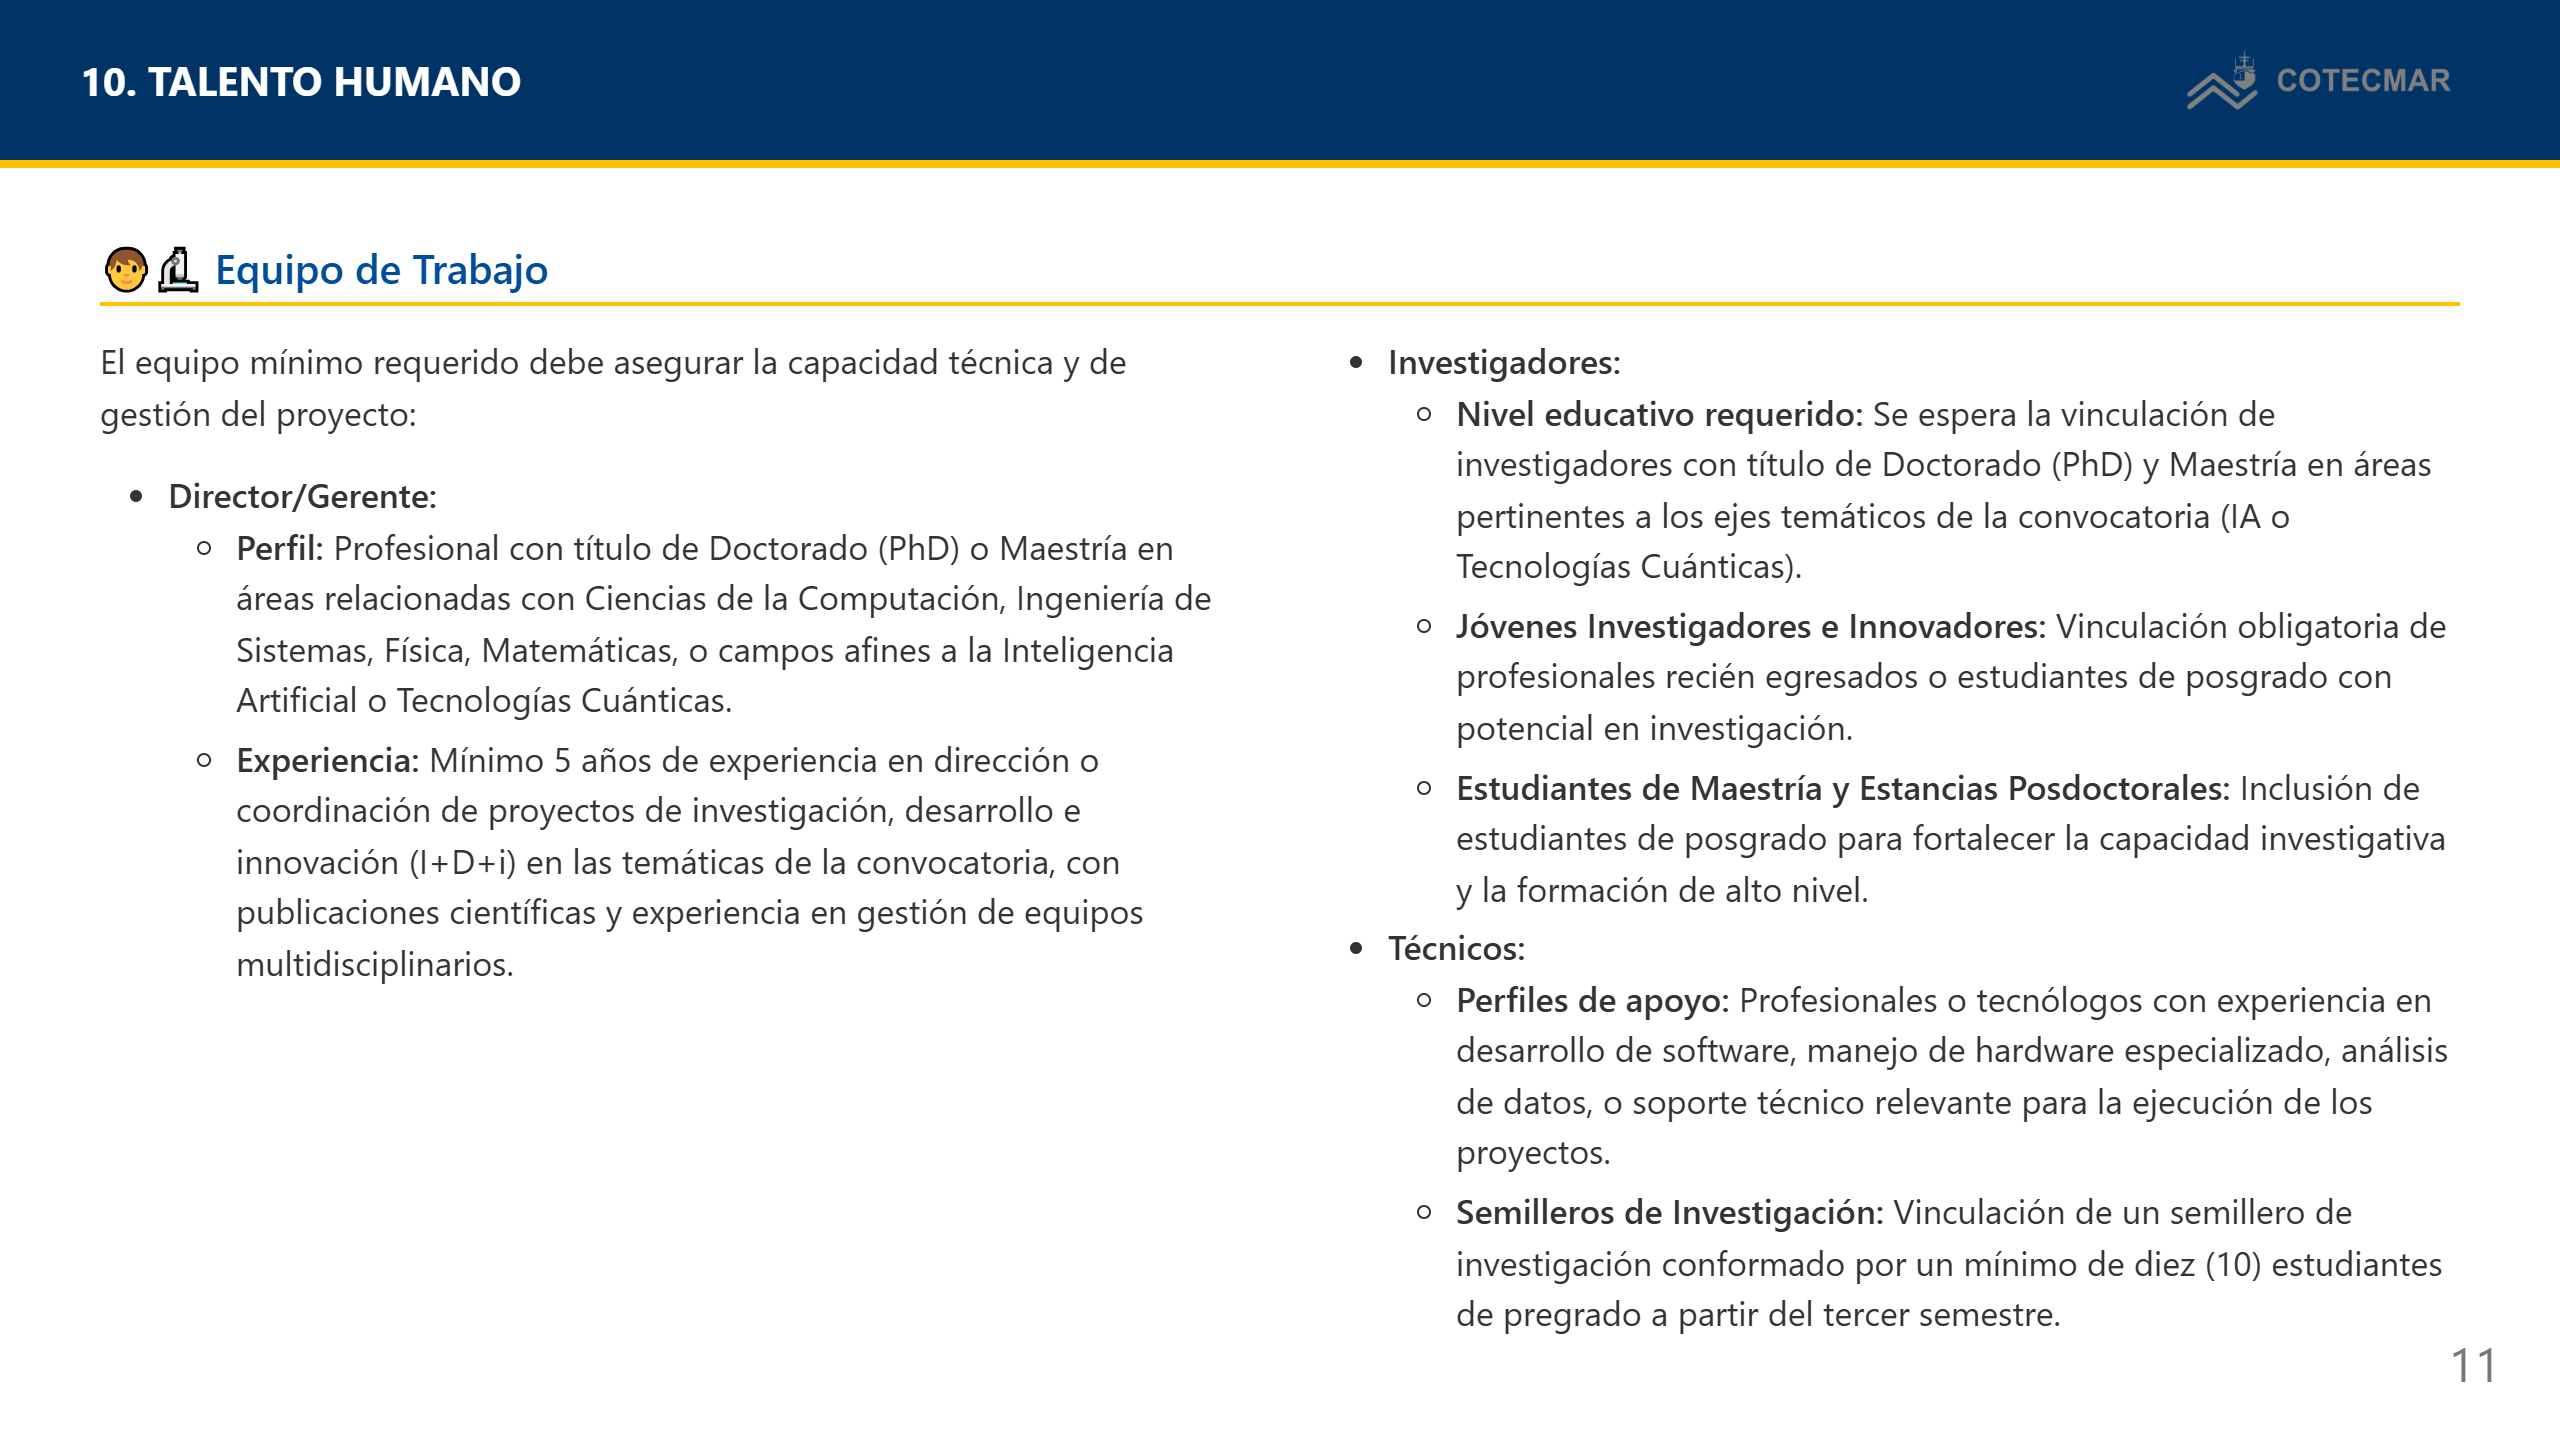 10. TALENTO HUMANO
COTECMAR
Equipo de Trabajo
El equipo mínimo requerido debe asegurar la capacidad técnica y de
gestión del proyecto:
• Director/Gerente:
○ Perfil: Profesional con título de Doctorado (PhD) o Maestría en
áreas relacionadas con Ciencias de la Computación, Ingeniería de
Sistemas, Física, Matemáticas, o campos afines a la Inteligencia
Artificial o Tecnologías Cuánticas.
○ Experiencia: Mínimo 5 años de experiencia en dirección o
coordinación de proyectos de investigación, desarrollo e
innovación (I+D+i) en las temáticas de la convocatoria, con
publicaciones científicas y experiencia en gestión de equipos
multidisciplinarios.
• Investigadores:
○ Nivel educativo requerido: Se espera la vinculación de
investigadores con título de Doctorado (PhD) y Maestría en áreas
pertinentes a los ejes temáticos de la convocatoria (IA o
Tecnologías Cuánticas).
○ Jóvenes Investigadores e Innovadores: Vinculación obligatoria de
profesionales recién egresados o estudiantes de posgrado con
potencial en investigación.
○ Estudiantes de Maestría y Estancias Posdoctorales: Inclusión de
estudiantes de posgrado para fortalecer la capacidad investigativa
y la formación de alto nivel.
• Técnicos:
○ Perfiles de apoyo: Profesionales o tecnólogos con experiencia en
desarrollo de software, manejo de hardware especializado, análisis
de datos, o soporte técnico relevante para la ejecución de los
proyectos.
○ Semilleros de Investigación: Vinculación de un semillero de
investigación conformado por un mínimo de diez (10) estudiantes
de pregrado a partir del tercer semestre.
11